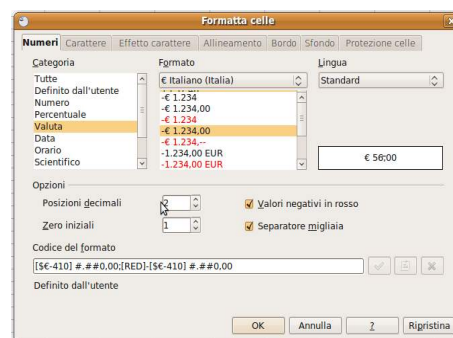 Formatta celle
Numeri Carattere Effetto carattere Allineamento Bordo Sfondo Protezione celle
Categoria Formato Lingua
Tutte
Definito dall'utente
Numero
Percentuale
Valuta
Data
Orario
Scientifico
€ Italiano (Italia)
-€ 1.234
-€ 1.234,00
-€ 1.234
-€ 1.234,00
-€ 1.234,--
-1.234,00 EUR
-1.234,00 EUR
Standard
€ 56,00
Opzioni
Posizioni decimali 2 Valori negativi in rosso
Zero iniziali 1 Separatore migliaia
Codice del formato
[$€-410] #.##0,00;[RED]-[$€-410] #.##0,00
Definito dall'utente
OK Annulla ? Ripristina